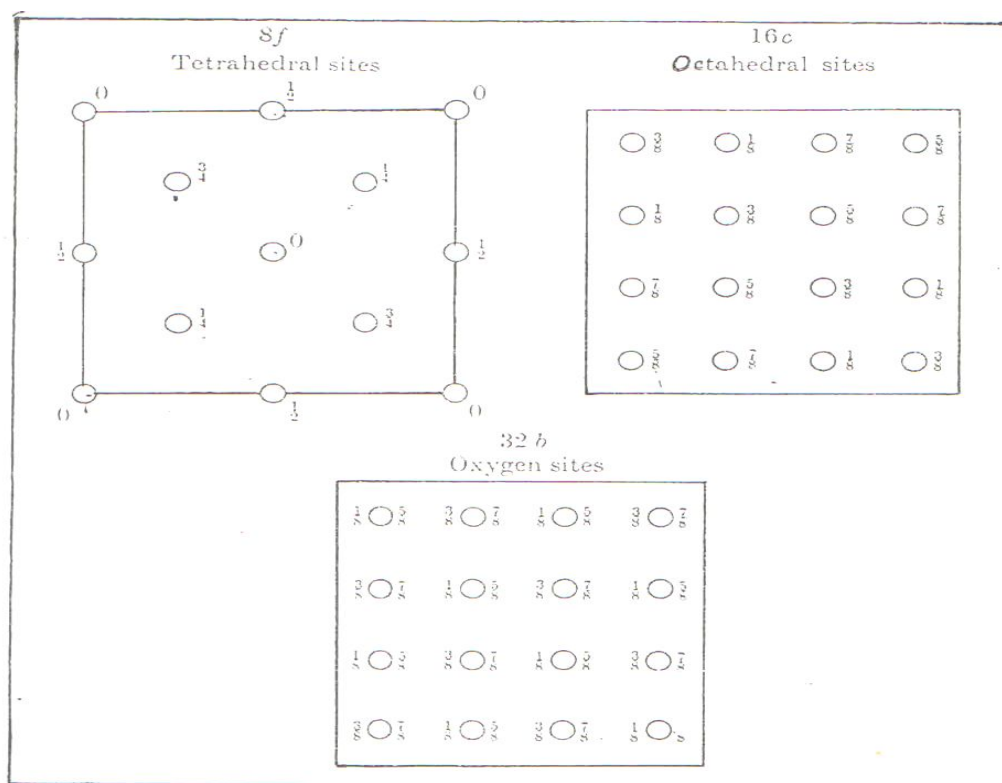 8f
Tetrahedral sites
0 1/2 0
3/4 1/4
1/2 0 1/2
1/4 3/4
0 1/2 0
16c
Octahedral sites
3/8 1/8 7/8 5/8
1/8 3/8 5/8 7/8
7/8 5/8 3/8 1/8
5/8 7/8 1/8 3/8
32 b
Oxygen sites
1/8 5/8 3/8 7/8 1/8 5/8 3/8 7/8
3/8 7/8 1/8 5/8 3/8 7/8 1/8 5/8
1/8 5/8 3/8 7/8 1/8 5/8 3/8 7/8
3/8 7/8 1/8 5/8 3/8 7/8 1/8